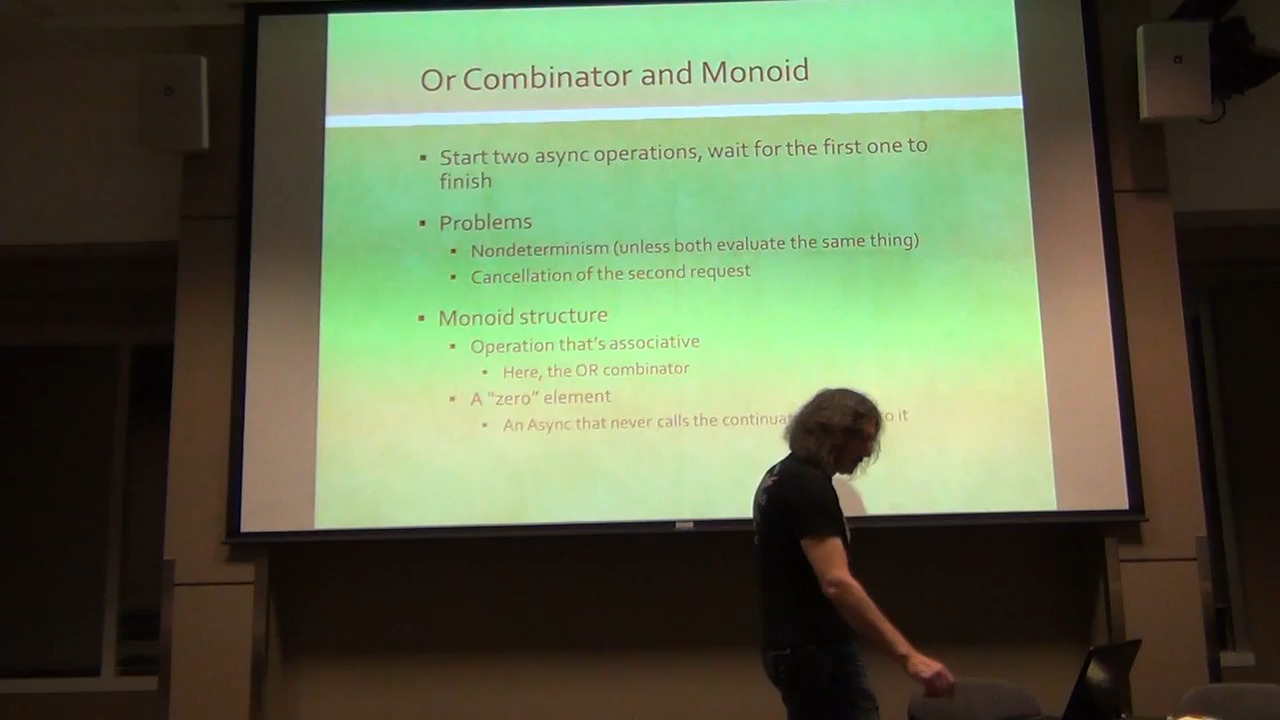 Or Combinator and Monoid
▪ Start two async operations, wait for the first one to
finish
▪ Problems
▪ Nondeterminism (unless both evaluate the same thing)
▪ Cancellation of the second request
▪ Monoid structure
▪ Operation that's associative
▪ Here, the OR combinator
▪ A "zero" element
▪ An Async that never calls the it